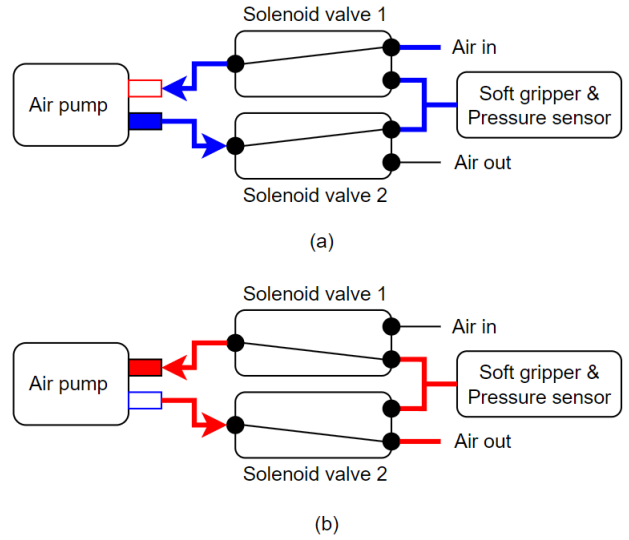 Solenoid valve 1
Air in
Air pump
Soft gripper &
Pressure sensor
Air out
Solenoid valve 2
(a)
Solenoid valve 1
Air in
Air pump
Soft gripper &
Pressure sensor
Air out
Solenoid valve 2
(b)